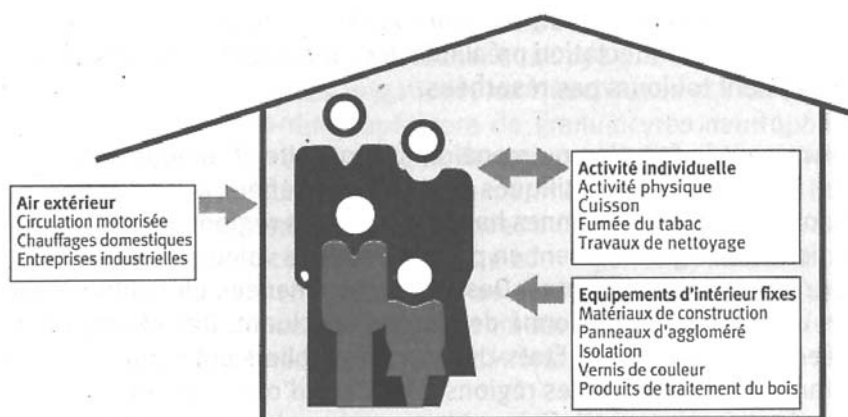 Air extérieur
Circulation motorisée
Chauffages domestiques
Entreprises industrielles
Activité individuelle
Activité physique
Cuisson
Fumée du tabac
Travaux de nettoyage
Equipements d'intérieur fixes
Matériaux de construction
Panneaux d'aggloméré
Isolation
Vernis de couleur
Produits de traitement du bois